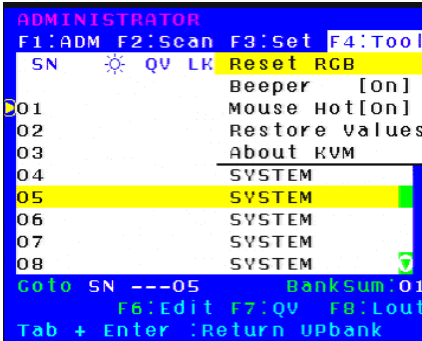 ADMINISTRATOR
F1:ADM F2:Scan F3:Set F4:Tool
SN QV LK Reset RGB
Beeper [On]
01 Mouse Hot[On]
02 Restore Values
03 About KVM
04 SYSTEM
05 SYSTEM
06 SYSTEM
07 SYSTEM
08 SYSTEM
Goto SN ---05 BankSum:01
F6:Edit F7:QV F8:Lout
Tab + Enter :Return UPbank